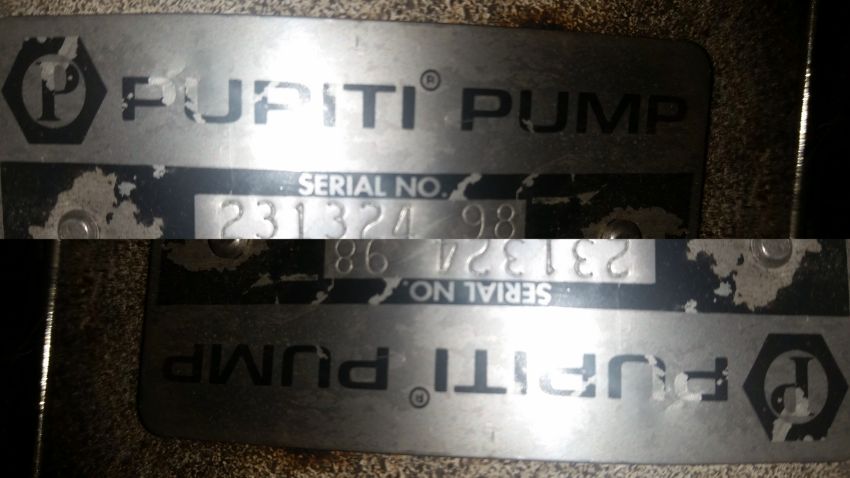 P PUPITI® PUMP
SERIAL NO.
231324 98
231324 98
SERIAL NO.
P PUPITI® PUMP